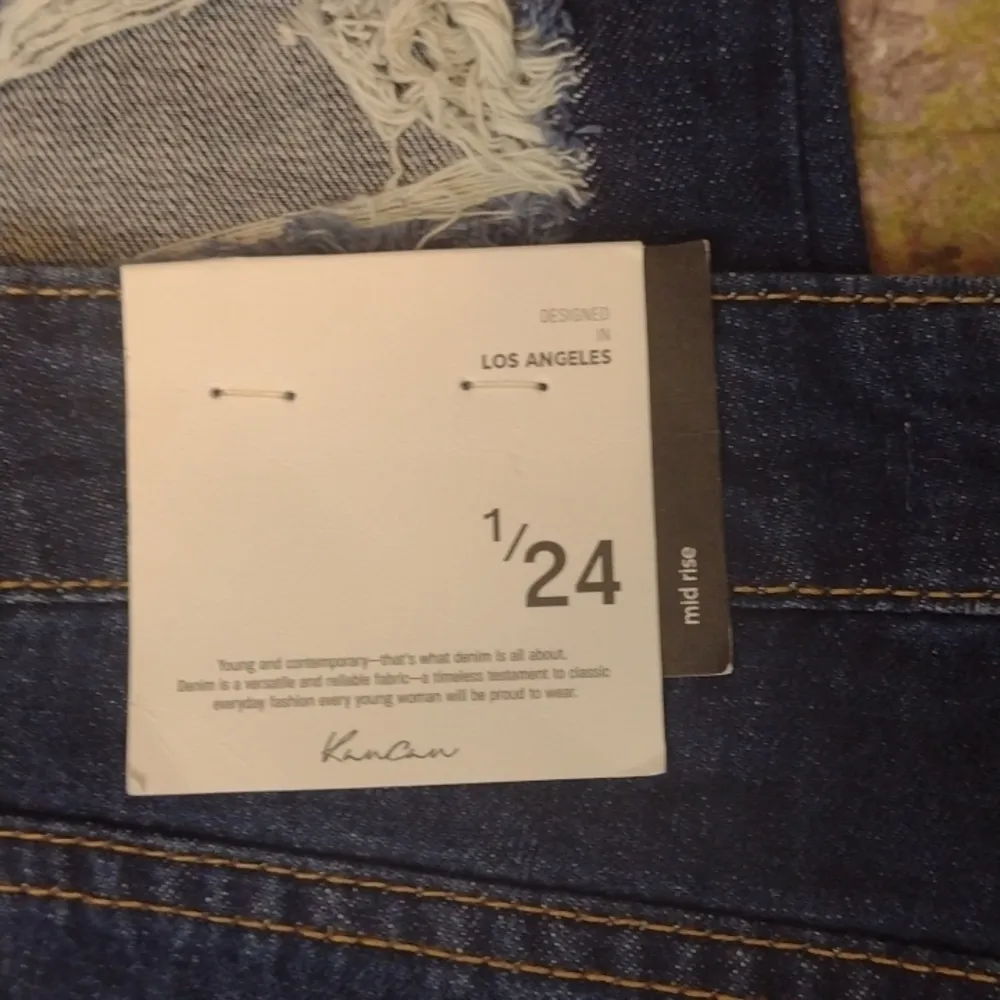 DESIGNED
IN
LOS ANGELES
1/24
mid rise
Young and contemporary—that's what denim is all about.
Denim is a versatile and reliable fabric—a timeless testament to classic
everyday fashion every young woman will be proud to wear.
KanCan